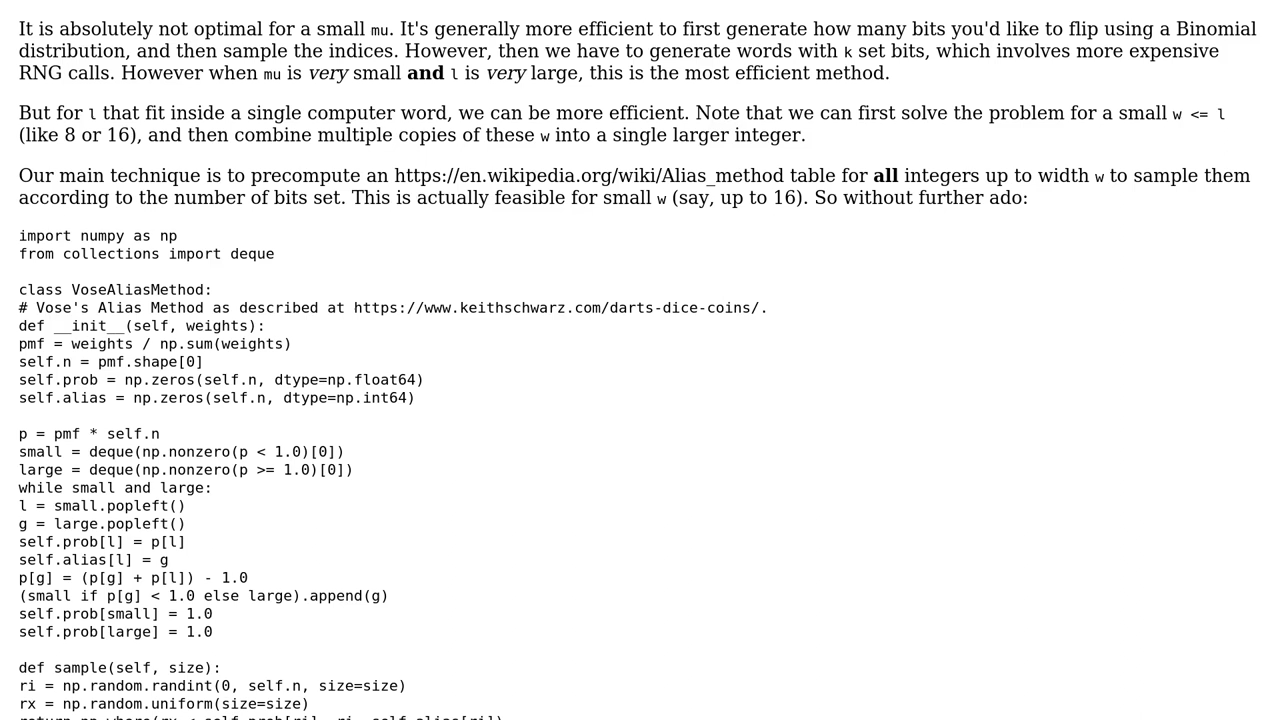 It is absolutely not optimal for a small mu. It's generally more efficient to first generate how many bits you'd like to flip using a Binomial
distribution, and then sample the indices. However, then we have to generate words with k set bits, which involves more expensive
RNG calls. However when mu is very small and l is very large, this is the most efficient method.
But for l that fit inside a single computer word, we can be more efficient. Note that we can first solve the problem for a small w <= l
(like 8 or 16), and then combine multiple copies of these w into a single larger integer.
Our main technique is to precompute an https://en.wikipedia.org/wiki/Alias_method table for all integers up to width w to sample them
according to the number of bits set. This is actually feasible for small w (say, up to 16). So without further ado:
import numpy as np
from collections import deque
class VoseAliasMethod:
# Vose's Alias Method as described at https://www.keithschwarz.com/darts-dice-coins/.
def __init__(self, weights):
pmf = weights / np.sum(weights)
self.n = pmf.shape[0]
self.prob = np.zeros(self.n, dtype=np.float64)
self.alias = np.zeros(self.n, dtype=np.int64)
p = pmf * self.n
small = deque(np.nonzero(p < 1.0)[0])
large = deque(np.nonzero(p >= 1.0)[0])
while small and large:
l = small.popleft()
g = large.popleft()
self.prob[l] = p[l]
self.alias[l] = g
p[g] = (p[g] + p[l]) - 1.0
(small if p[g] < 1.0 else large).append(g)
self.prob[small] = 1.0
self.prob[large] = 1.0
def sample(self, size):
ri = np.random.randint(0, self.n, size=size)
rx = np.random.uniform(size=size)
return np.where(rx < self.prob[ri], ri, self.alias[ri])